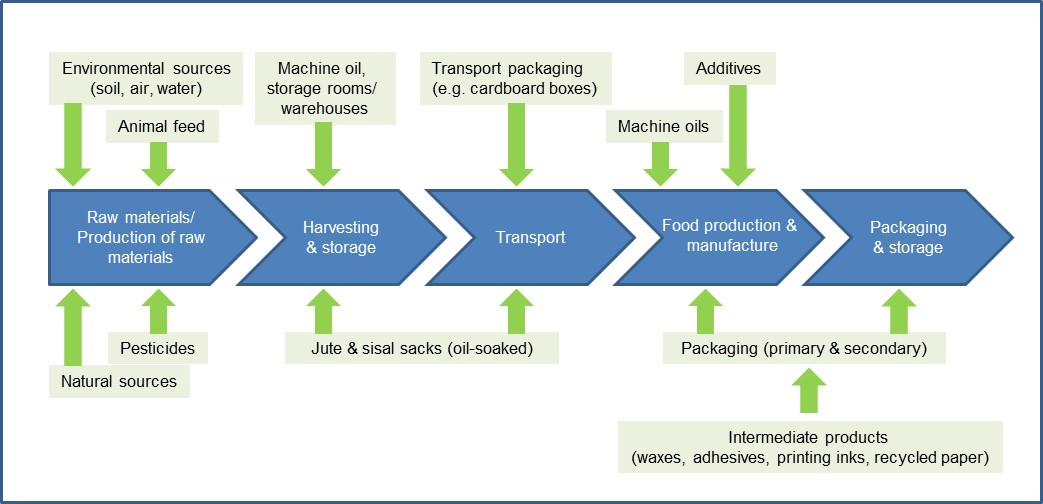 Environmental sources
(soil, air, water)
Animal feed
Machine oil,
storage rooms/
warehouses
Transport packaging
(e.g. cardboard boxes)
Machine oils
Additives
Raw materials/
Production of raw
materials
Harvesting
& storage
Transport
Food production &
manufacture
Packaging
& storage
Pesticides
Natural sources
Jute & sisal sacks (oil-soaked)
Packaging (primary & secondary)
Intermediate products
(waxes, adhesives, printing inks, recycled paper)